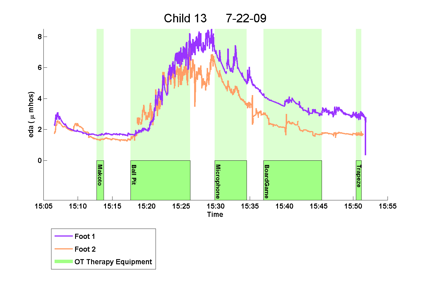 Child 13 7-22-09
8
6
4
2
0
eda ( μ mhos)
Makoto
Ball Pit
Microphone
BoardGame
Trapeze
15:05 15:10 15:15 15:20 15:25 15:30 15:35 15:40 15:45 15:50 15:55
Time
Foot 1
Foot 2
OT Therapy Equipment